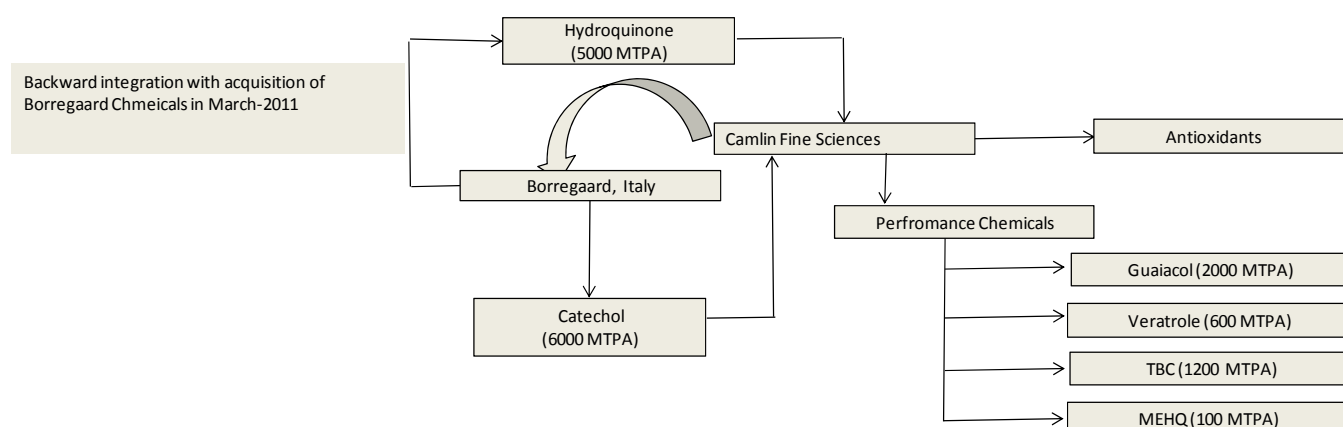 Hydroquinone
(5000 MTPA)
Backward integration with acquisition of
Borregaard Chmeicals in March-2011
Camlin Fine Sciences
Antioxidants
Borregaard, Italy
Perfromance Chemicals
Guaiacol (2000 MTPA)
Catechol
(6000 MTPA)
Veratrole (600 MTPA)
TBC (1200 MTPA)
MEHQ (100 MTPA)